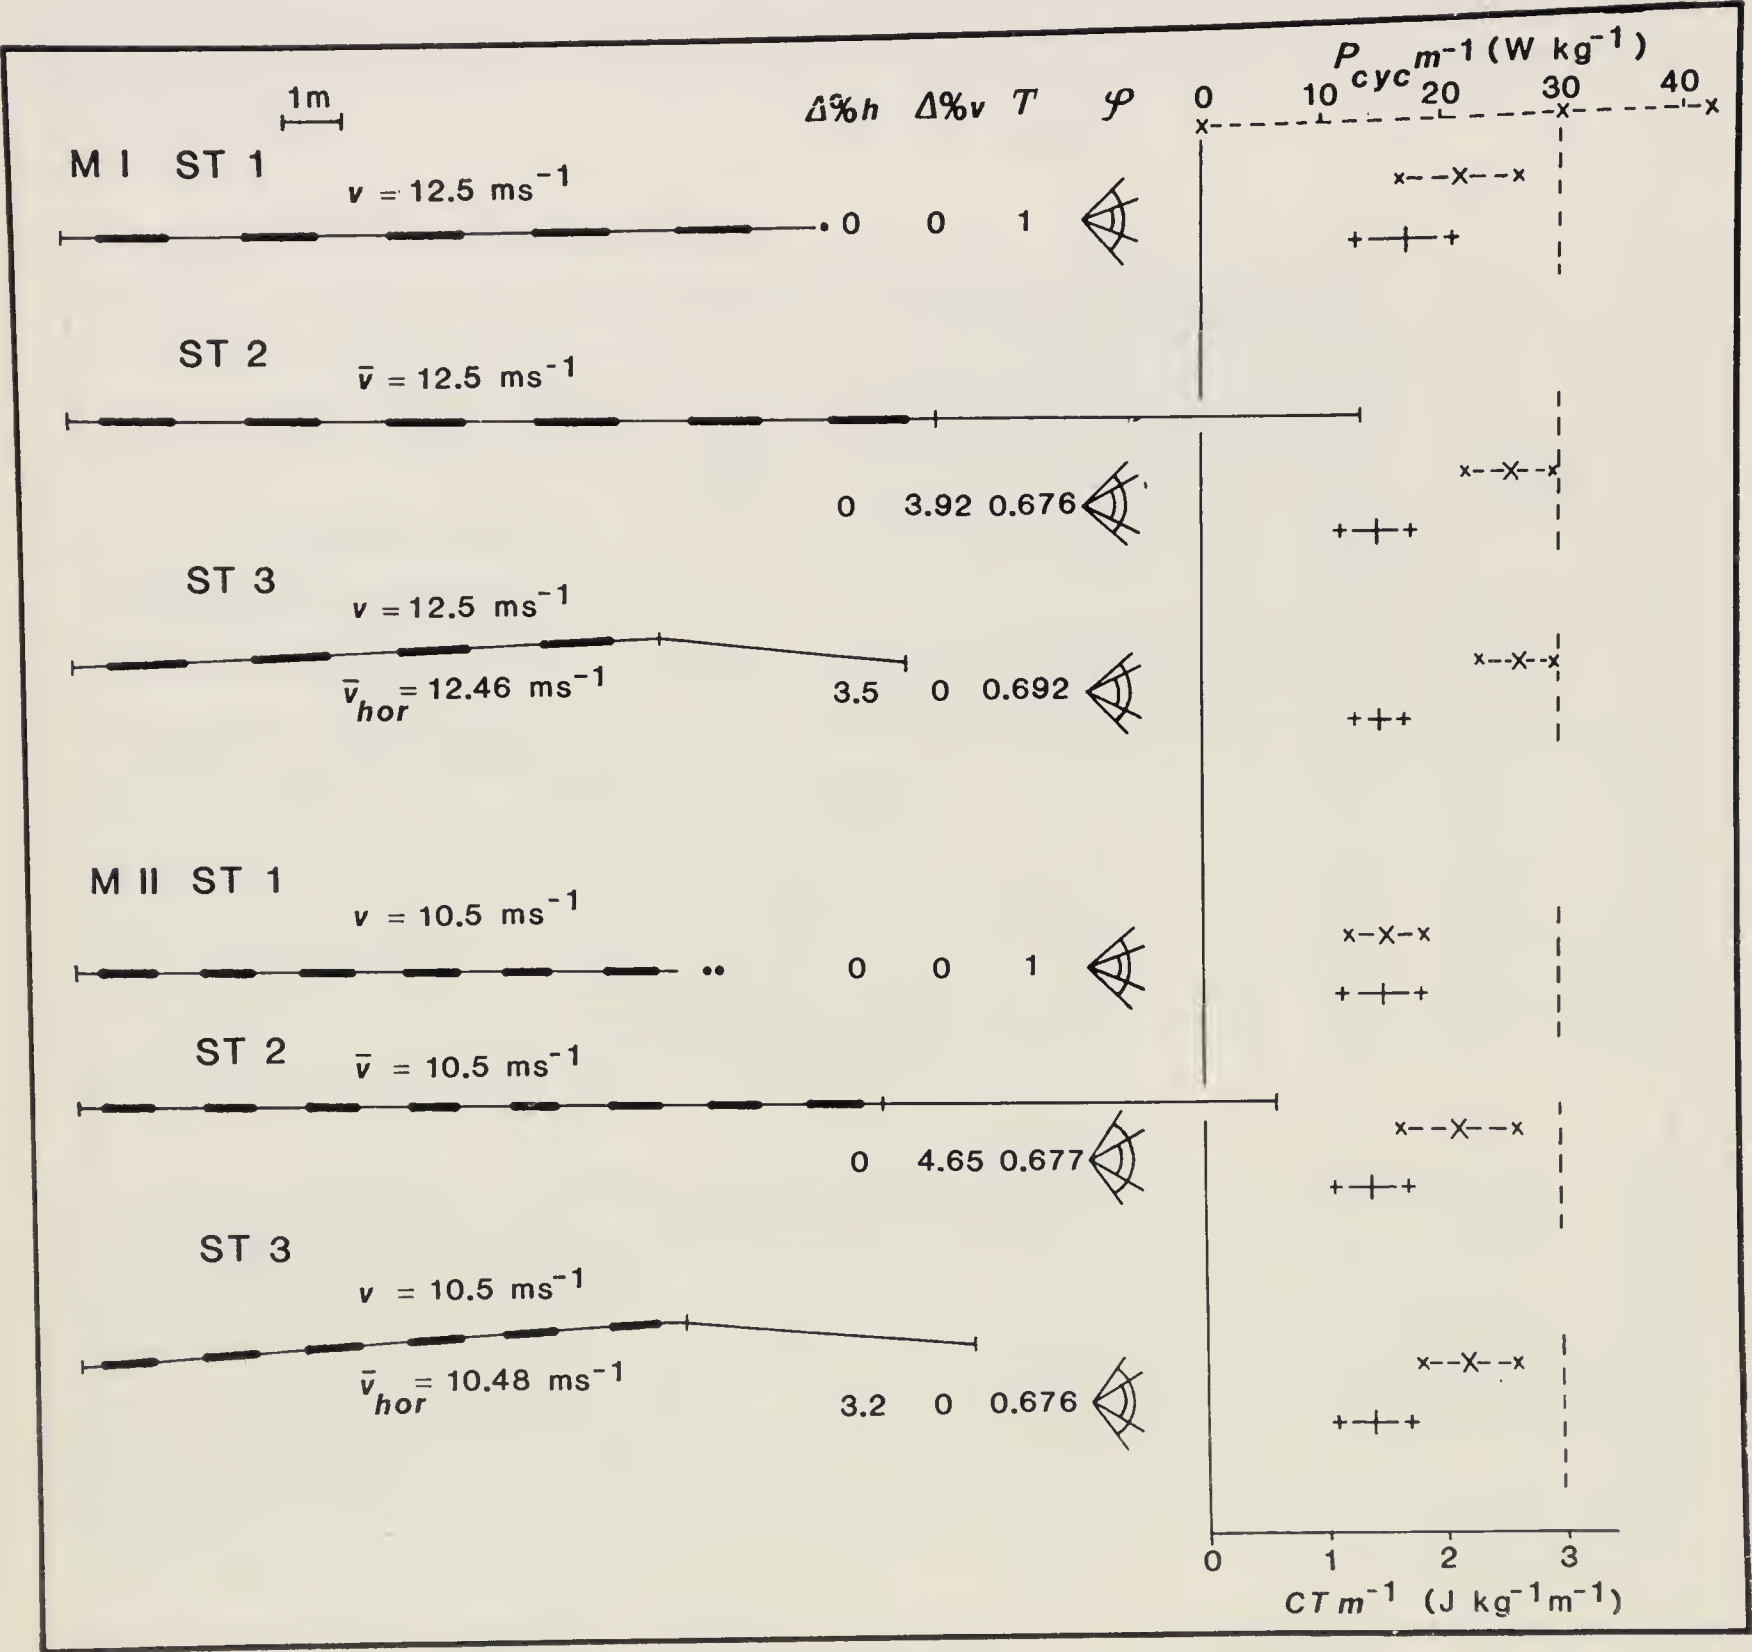 P_cyc m⁻¹ (W kg⁻¹)
1m
Δ%h Δ%v T φ 0 10 20 30 40
M I ST 1
v = 12.5 ms⁻¹
0 0 1
ST 2
v̄ = 12.5 ms⁻¹
0 3.92 0.676
ST 3
v = 12.5 ms⁻¹
v̄_hor = 12.46 ms⁻¹
3.5 0 0.692
M II ST 1
v = 10.5 ms⁻¹
0 0 1
ST 2
v̄ = 10.5 ms⁻¹
0 4.65 0.677
ST 3
v = 10.5 ms⁻¹
v̄_hor = 10.48 ms⁻¹
3.2 0 0.676
0 1 2 3
CT m⁻¹ (J kg⁻¹m⁻¹)